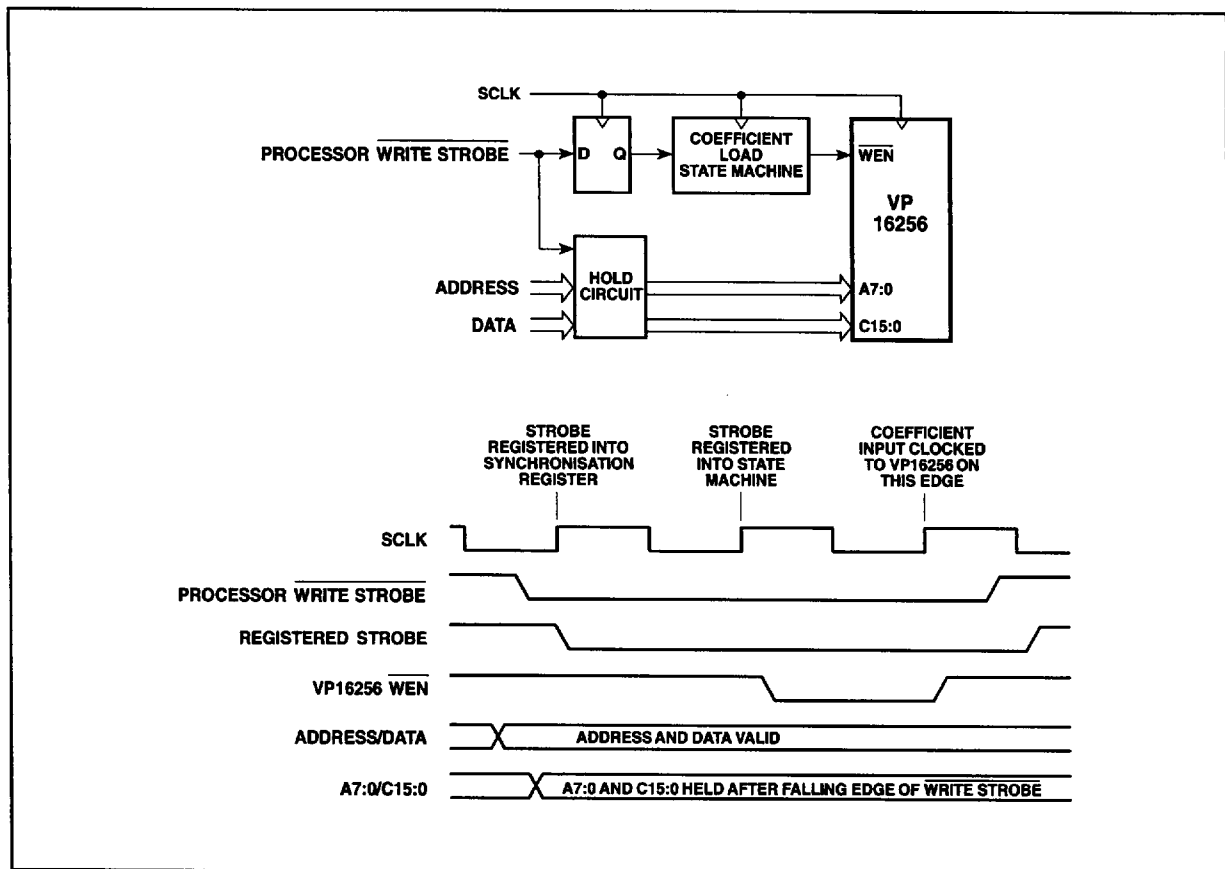 SCLK
PROCESSOR WRITE STROBE
D Q
COEFFICIENT
LOAD
STATE MACHINE
WEN
VP
16256
ADDRESS
DATA
HOLD
CIRCUIT
A7:0
C15:0
STROBE
REGISTERED INTO
SYNCHRONISATION
REGISTER
STROBE
REGISTERED
INTO STATE
MACHINE
COEFFICIENT
INPUT CLOCKED
TO VP16256 ON
THIS EDGE
SCLK
PROCESSOR WRITE STROBE
REGISTERED STROBE
VP16256 WEN
ADDRESS/DATA
ADDRESS AND DATA VALID
A7:0/C15:0
A7:0 AND C15:0 HELD AFTER FALLING EDGE OF WRITE STROBE